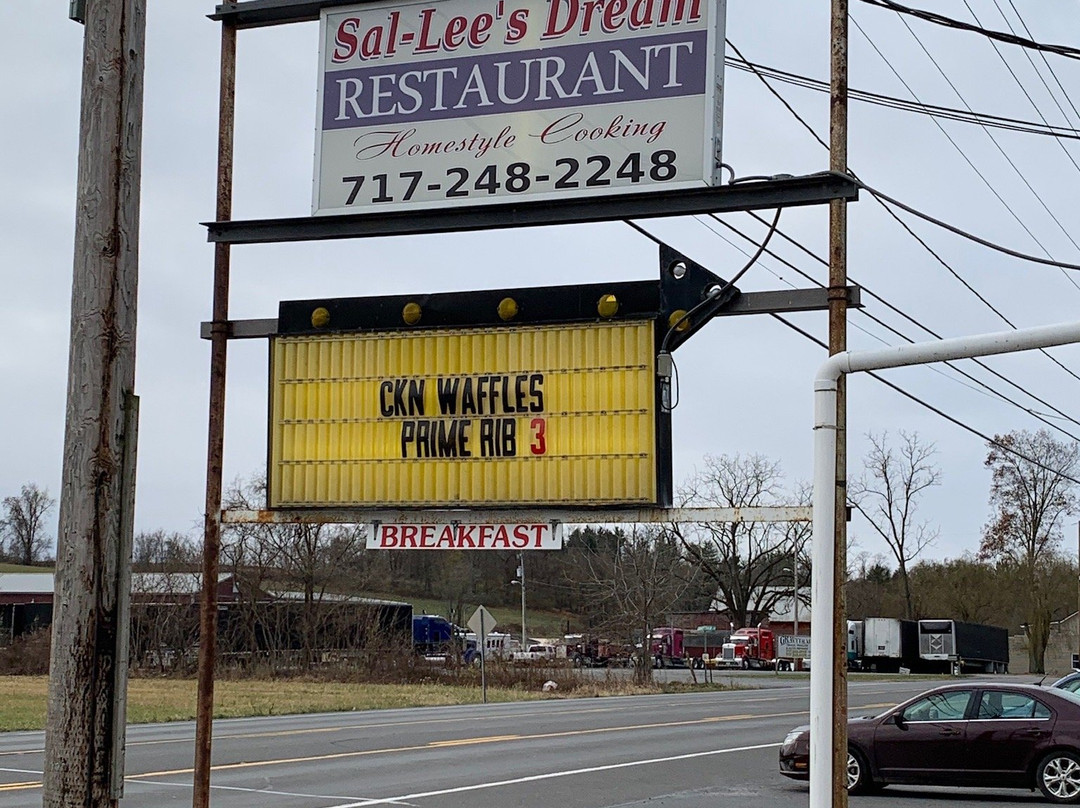 Sal-Lee's Dream
RESTAURANT
Homestyle Cooking
717-248-2248
CKN WAFFLES
PRIME RIB 3
BREAKFAST